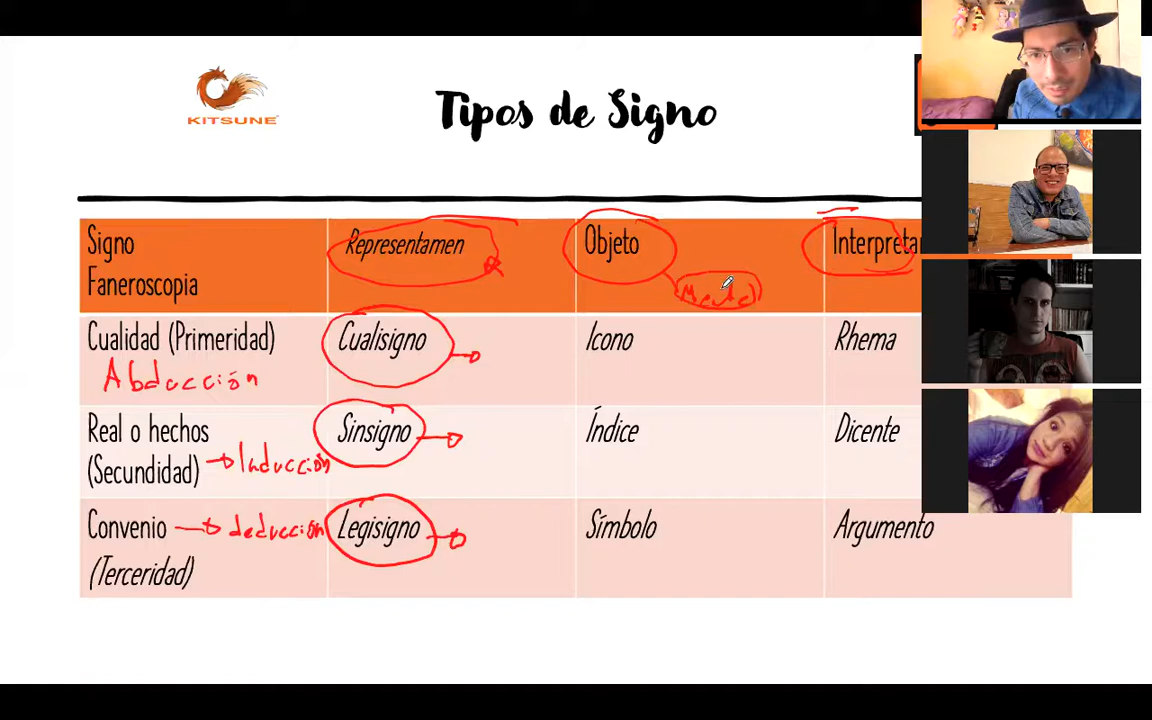 KITSUNE
Tipos de Signo
Signo
Faneroscopia
Representamen
Objeto
Interpretan
Cualidad (Primeridad)
Abducción
Cualisigno
Icono
Rhema
Real o hechos
(Secundidad)
Inducción
Sinsigno
Índice
Dicente
Convenio
deducción
(Terceridad)
Legisigno
Símbolo
Argumento